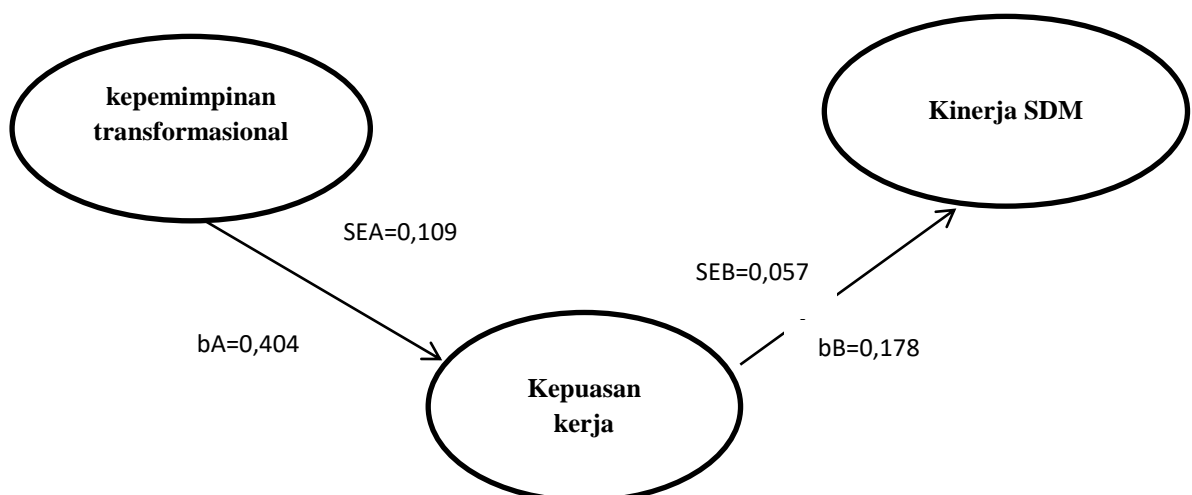 kepemimpinan
transformasional
Kinerja SDM
SEA=0,109
SEB=0,057
bA=0,404
bB=0,178
Kepuasan
kerja